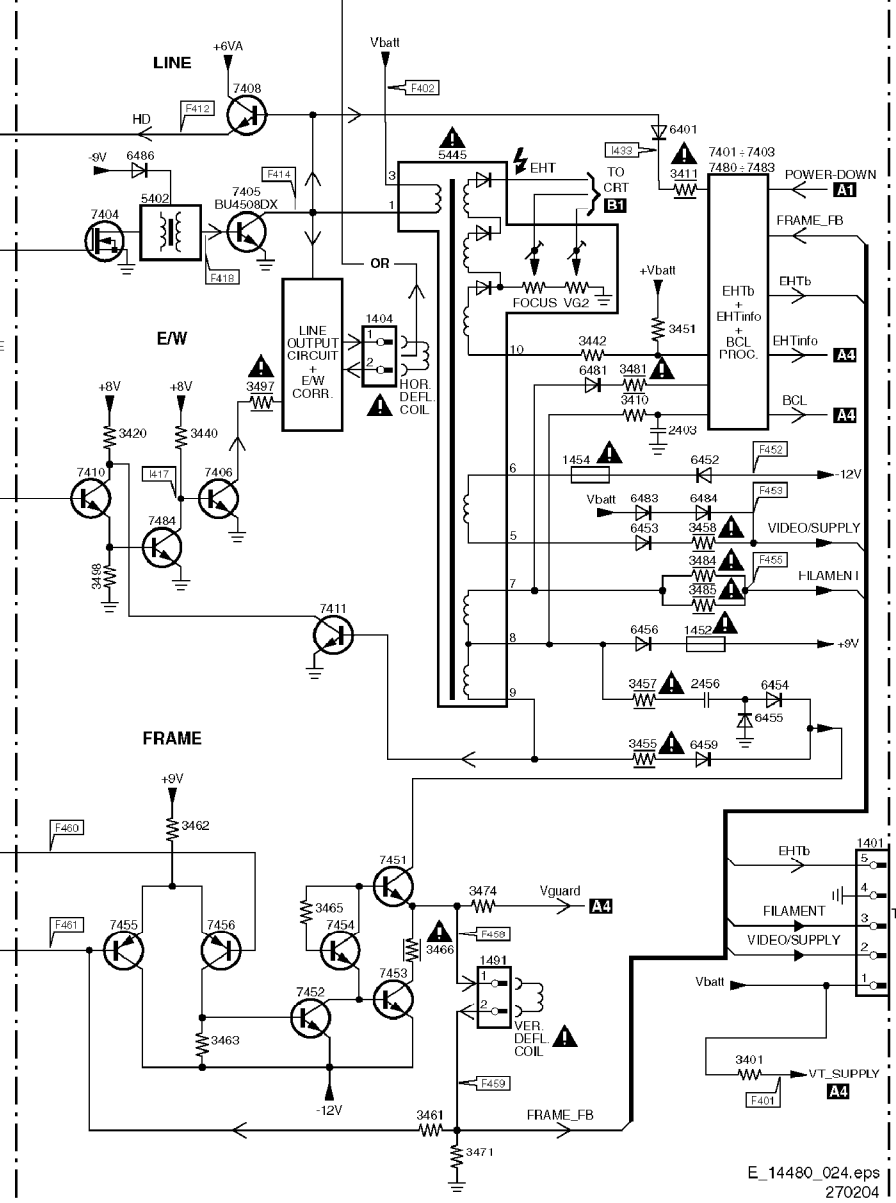 Vbatt
+6VA
LINE
7408
F402
F412
HD
6401
-9V
6486
5445
EHT
I433
7401÷7403
7480÷7483
3411
TO
CRT
B1
POWER-DOWN
A1
3
1
5402
F414
7405
BU4508DX
7404
FRAME_FB
F418
OR
+Vbatt
EHTb
FOCUS VG2
EHTb
+
EHTinfo
+
BCL
PROC.
LINE
OUTPUT
CIRCUIT
+
E/W
CORR.
1404
1
2
3451
E/W
10
3442
EHTinfo
A4
3497
6481
3481
HOR.
DEFL.
COIL
+8V
+8V
3410
BCL
A4
2403
3420
3440
F452
6
1454
6452
-12V
7410
I417
7406
F453
Vbatt
6483
6484
7484
VIDEO/SUPPLY
5
6453
3458
3498
3484
F455
7
FILAMENT
3485
7411
8
6456
1452
+9V
3457
2456
6454
9
6455
FRAME
3455
6459
+9V
F460
3462
1401
7451
EHTb
5
3474
Vguard
A4
4
F461
7455
7456
3465
7454
FILAMENT
3
F458
3466
VIDEO/SUPPLY
2
1491
7453
7452
1
Vbatt
1
2
3463
VER.
DEFL.
COIL
3401
VT_SUPPLY
A4
F401
-12V
F459
3461
FRAME_FB
3471
E_14480_024.eps
270204